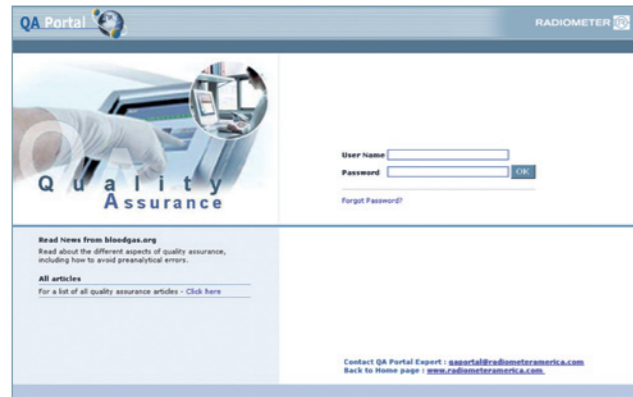 QA Portal
RADIOMETER
QA
Quality
Assurance
User Name
Password
OK
Forgot Password?
Read News from bloodgas.org
Read about the different aspects of quality assurance,
including how to avoid preanalytical errors.
All articles
For a list of all quality assurance articles - Click here
Contact QA Portal Expert : qaportal@radiometeramerica.com
Back to Home page : www.radiometeramerica.com